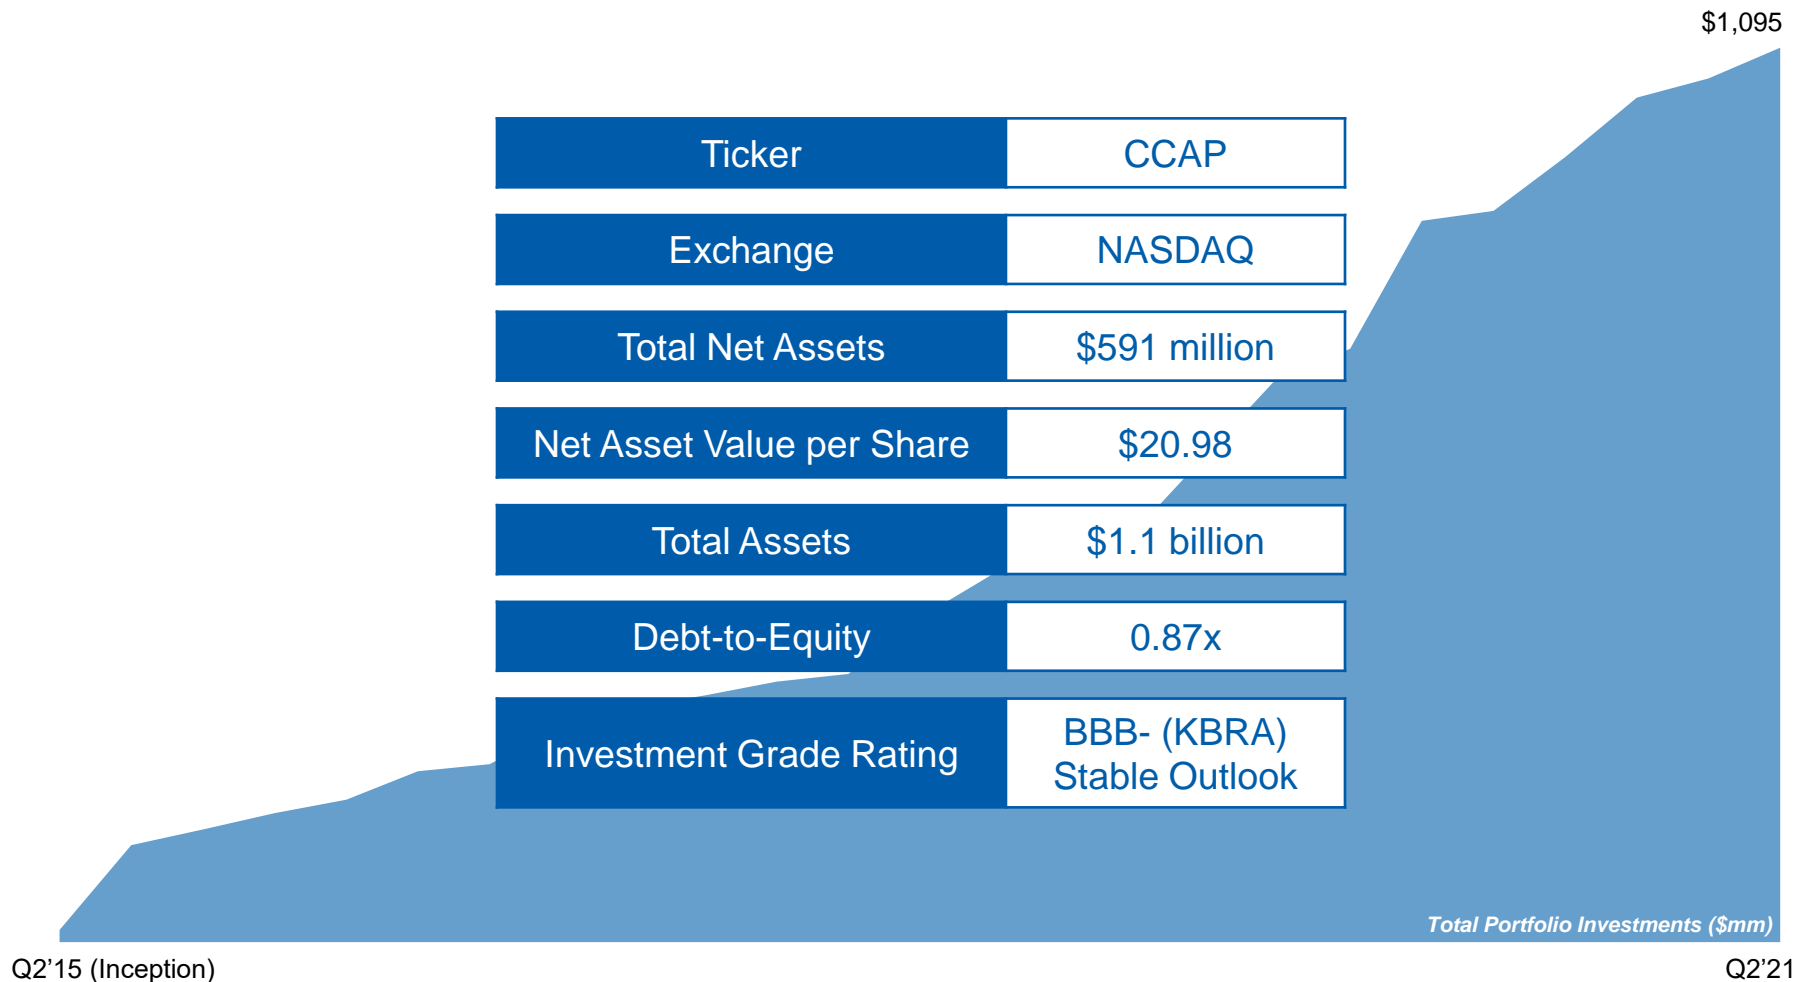 $1,095
Ticker CCAP
Exchange NASDAQ
Total Net Assets $591 million
Net Asset Value per Share $20.98
Total Assets $1.1 billion
Debt-to-Equity 0.87x
Investment Grade Rating BBB- (KBRA)
Stable Outlook
Total Portfolio Investments ($mm)
Q2’15 (Inception) Q2’21